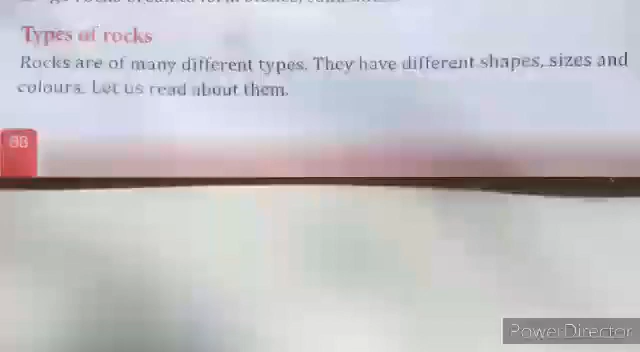 Types of rocks
Rocks are of many different types. They have different shapes, sizes and
colours. Let us read about them.
88
PowerDirector